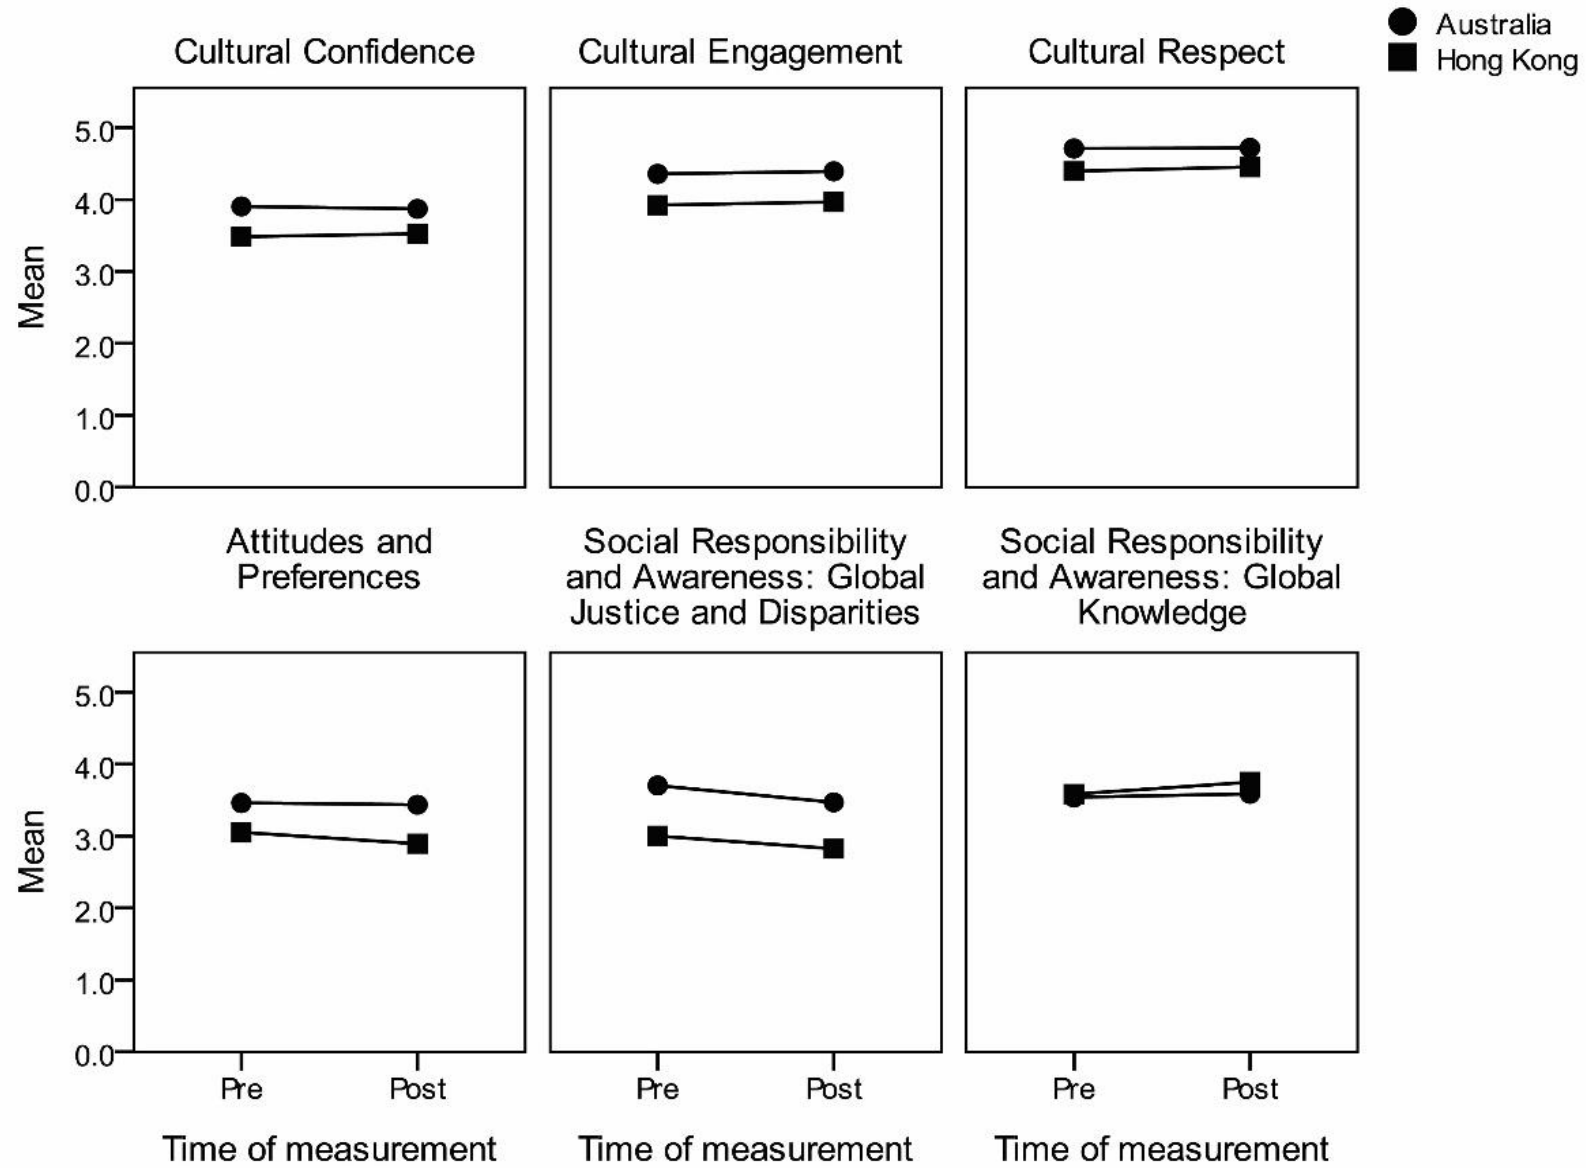 Australia
Hong Kong
Cultural Confidence
Cultural Engagement
Cultural Respect
Mean
5.0
4.0
3.0
2.0
1.0
0.0
Attitudes and
Preferences
Social Responsibility
and Awareness: Global
Justice and Disparities
Social Responsibility
and Awareness: Global
Knowledge
Mean
5.0
4.0
3.0
2.0
1.0
0.0
Pre
Post
Pre
Post
Pre
Post
Time of measurement
Time of measurement
Time of measurement